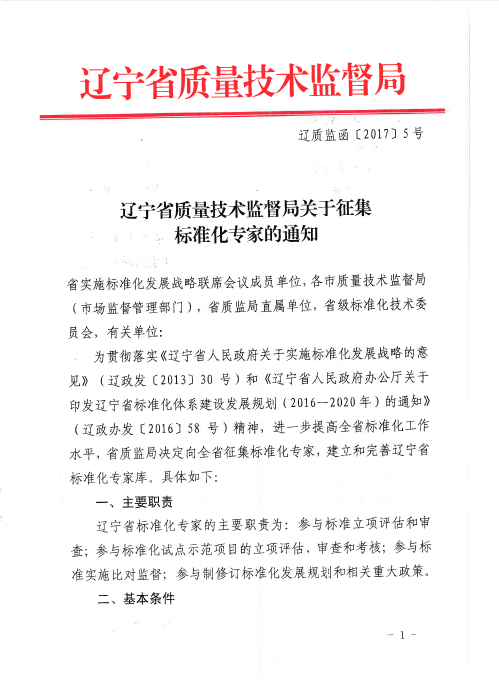 辽宁省质量技术监督局
辽质监函〔2017〕5号
辽宁省质量技术监督局关于征集
标准化专家的通知
省实施标准化发展战略联席会议成员单位，各市质量技术监督局
（市场监督管理部门），省质监局直属单位，省级标准化技术委
员会，有关单位：
为贯彻落实《辽宁省人民政府关于实施标准化发展战略的意
见》（辽政发〔2013〕30 号）和《辽宁省人民政府办公厅关于
印发辽宁省标准化体系建设发展规划（2016—2020年）的通知》
（辽政办发〔2016〕58 号）精神，进一步提高全省标准化工作
水平，省质监局决定向全省征集标准化专家，建立和完善辽宁省
标准化专家库。具体如下：
一、主要职责
辽宁省标准化专家的主要职责为：参与标准立项评估和审
查；参与标准化试点示范项目的立项评估、审查和考核；参与标
准实施比对监督；参与制修订标准化发展规划和相关重大政策。
二、基本条件
- 1 -